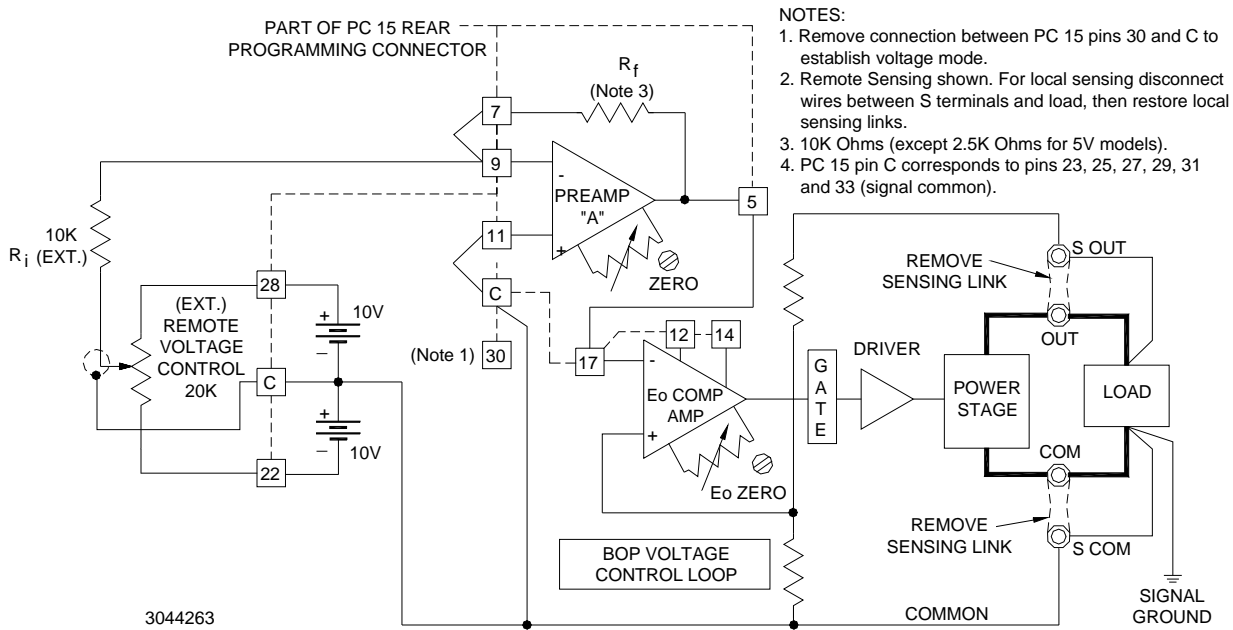 PART OF PC 15 REAR
PROGRAMMING CONNECTOR
NOTES:
1. Remove connection between PC 15 pins 30 and C to
establish voltage mode.
2. Remote Sensing shown. For local sensing disconnect
wires between S terminals and load, then restore local
sensing links.
3. 10K Ohms (except 2.5K Ohms for 5V models).
4. PC 15 pin C corresponds to pins 23, 25, 27, 29, 31
and 33 (signal common).
Rf
(Note 3)
7
9
-
PREAMP
"A"
+
11
5
ZERO
C
30
(Note 1)
10K
Ri (EXT.)
28
(EXT.)
REMOTE
VOLTAGE
CONTROL
20K
+
10V
–
C
+
10V
–
22
17
12
14
-
Eo COMP
AMP
+
Eo ZERO
GATE
DRIVER
POWER
STAGE
REMOVE
SENSING LINK
S OUT
OUT
LOAD
COM
REMOVE
SENSING LINK
S COM
BOP VOLTAGE
CONTROL LOOP
SIGNAL
GROUND
COMMON
3044263